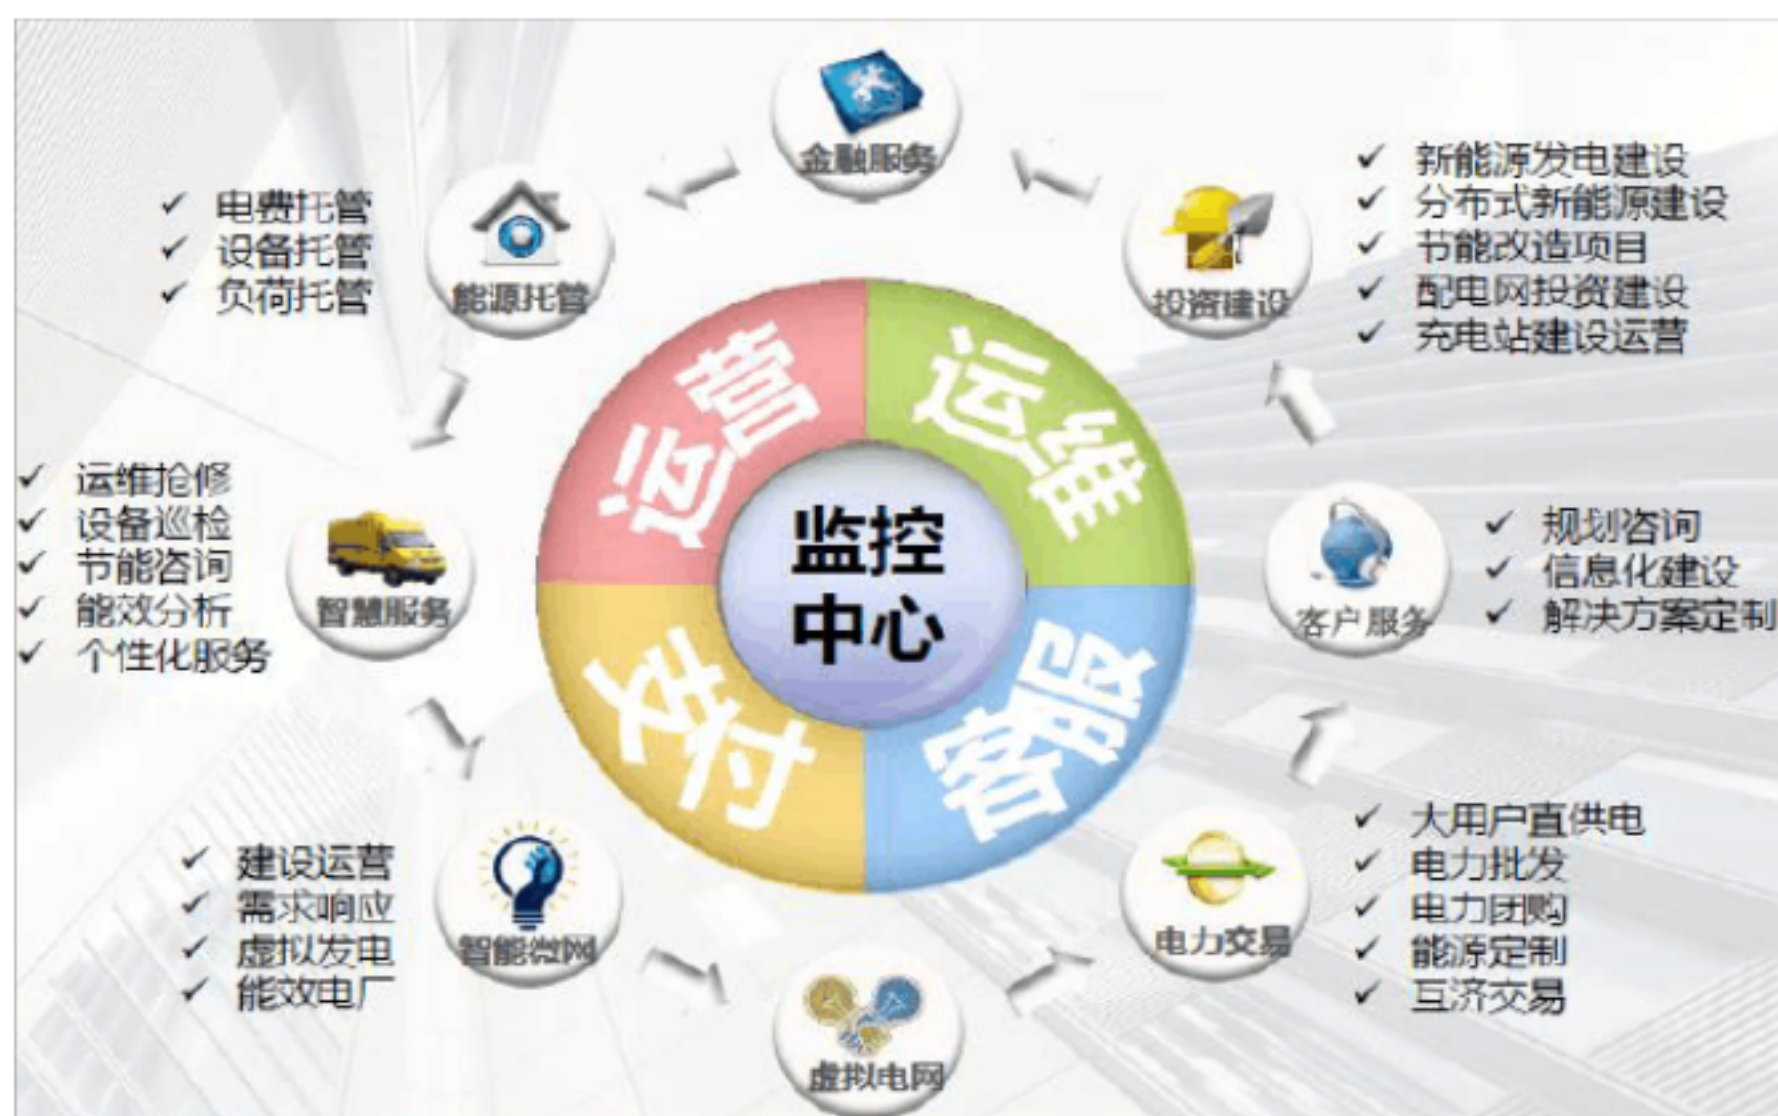 金融服务
电费托管
设备托管
负荷托管
能源托管
新能源发电建设
分布式新能源建设
节能改造项目
配电网投资建设
充电站建设运营
投资建设
运营
运维
监控
中心
支付
客服
运维抢修
设备巡检
节能咨询
能效分析
个性化服务
智慧服务
规划咨询
信息化建设
解决方案定制
客户服务
建设运营
需求响应
虚拟发电
能效电厂
智能微网
大用户直供电
电力批发
电力团购
能源定制
互济交易
电力交易
虚拟电网